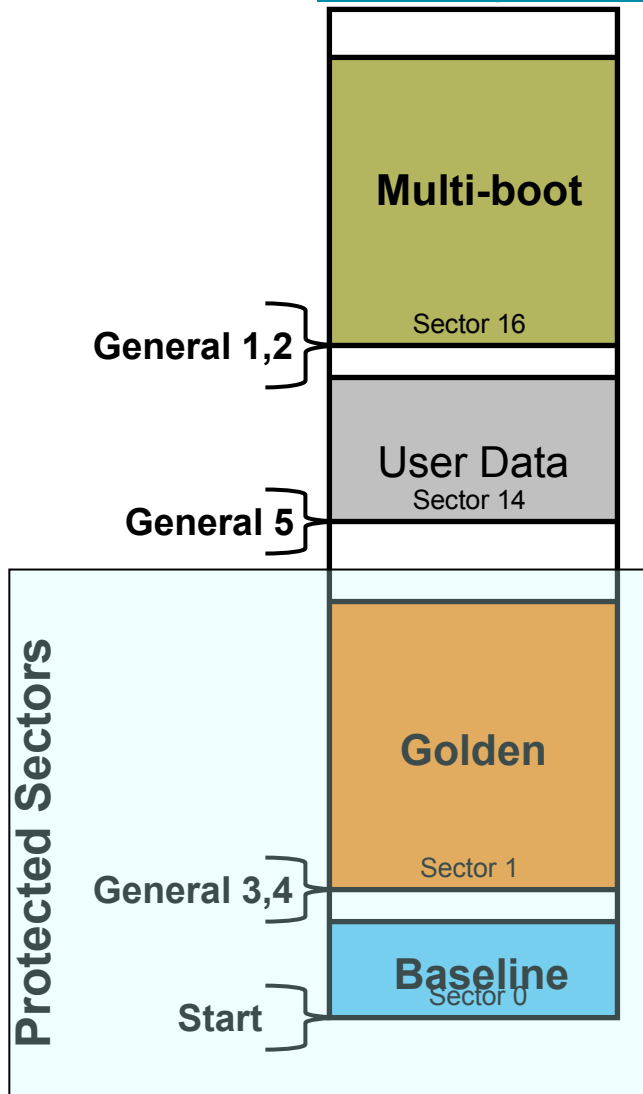 Multi-boot
Sector 16
General 1,2
User Data
Sector 14
General 5
Protected Sectors
Golden
Sector 1
General 3,4
Baseline
Sector 0
Start